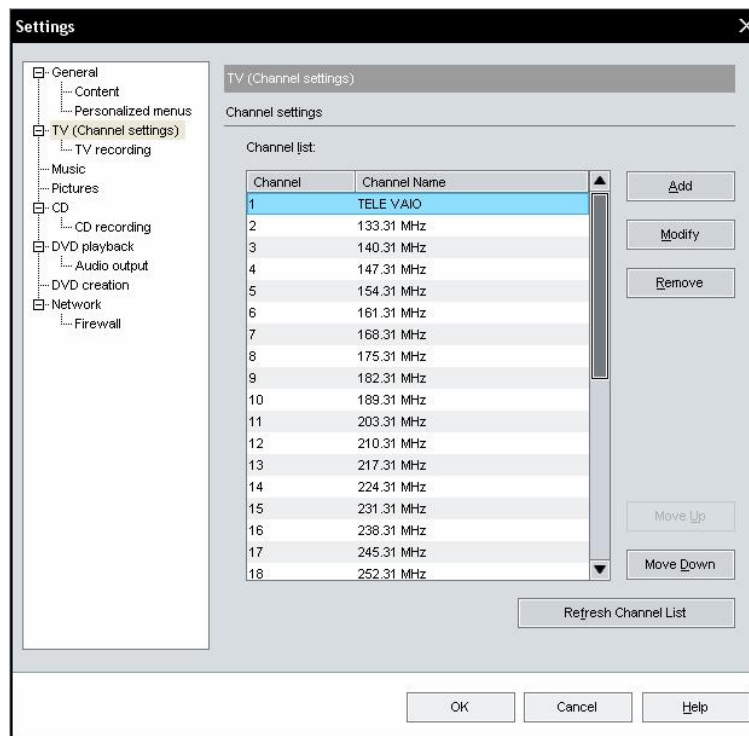 Settings
General
Content
Personalized menus
TV (Channel settings)
TV recording
Music
Pictures
CD
CD recording
DVD playback
Audio output
DVD creation
Network
Firewall
TV (Channel settings)
Channel settings
Channel list:
Channel Channel Name
1 TELE VAIO
2 133.31 MHz
3 140.31 MHz
4 147.31 MHz
5 154.31 MHz
6 161.31 MHz
7 168.31 MHz
8 175.31 MHz
9 182.31 MHz
10 189.31 MHz
11 203.31 MHz
12 210.31 MHz
13 217.31 MHz
14 224.31 MHz
15 231.31 MHz
16 238.31 MHz
17 245.31 MHz
18 252.31 MHz
Add
Modify
Remove
Move Up
Move Down
Refresh Channel List
OK Cancel Help